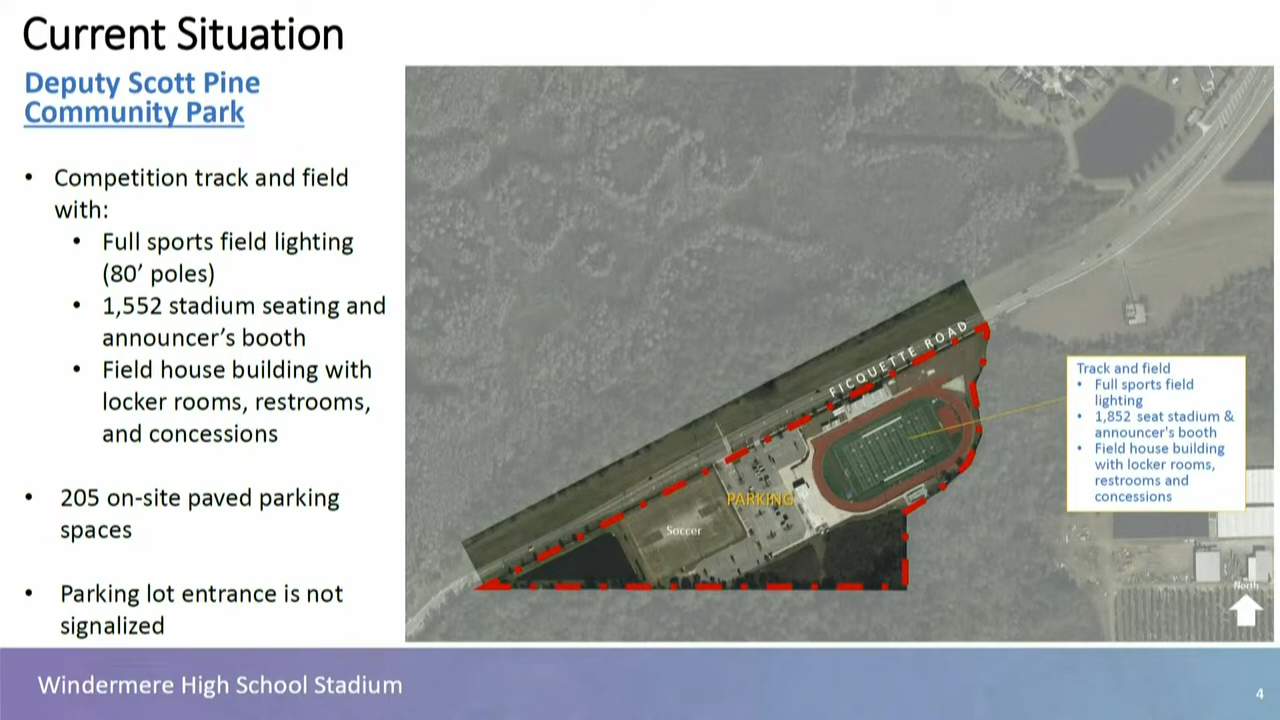 Current Situation
Deputy Scott Pine
Community Park
• Competition track and field
with:
• Full sports field lighting
(80’ poles)
• 1,552 stadium seating and
announcer’s booth
• Field house building with
locker rooms, restrooms,
and concessions
• 205 on-site paved parking
spaces
• Parking lot entrance is not
signalized
FICQUETTE ROAD
PARKING
Soccer
Track and field
• Full sports field
lighting
• 1,852 seat stadium &
announcer's booth
• Field house building
with locker rooms,
restrooms and
concessions
North
Windermere High School Stadium
4